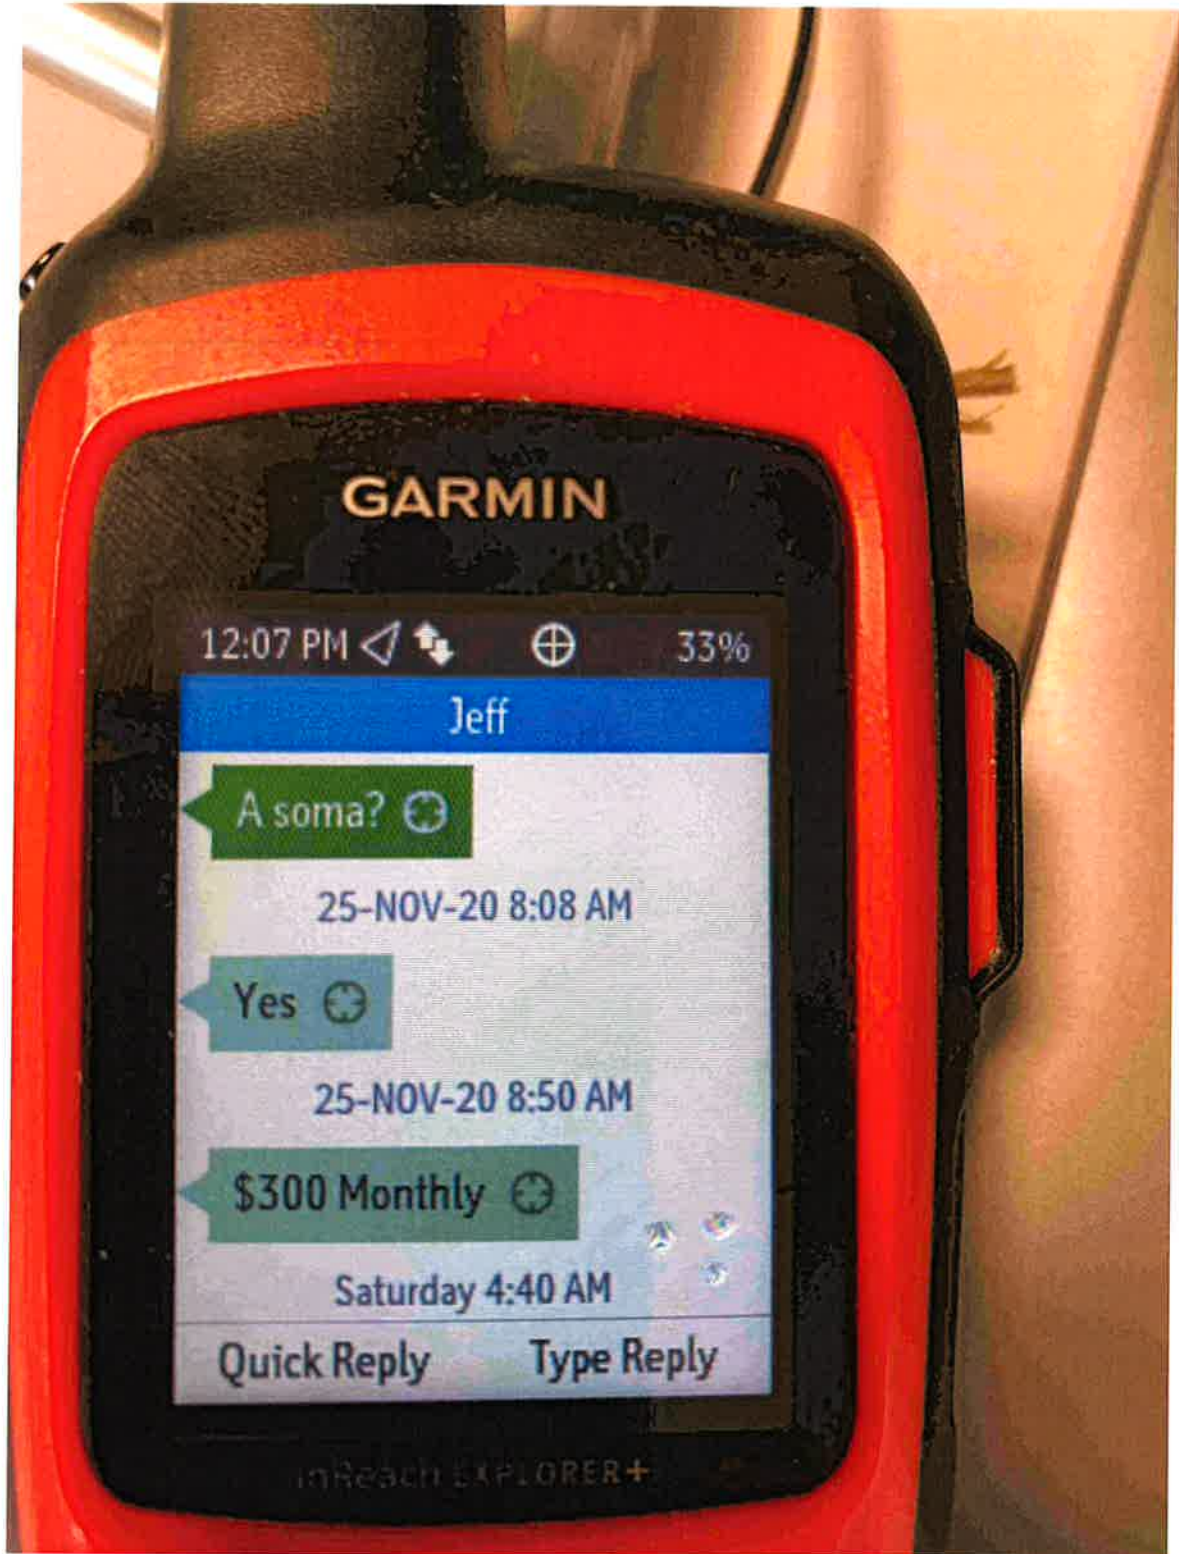 GARMIN
12:07 PM 33%
Jeff
A soma?
25-NOV-20 8:08 AM
Yes
25-NOV-20 8:50 AM
$300 Monthly
Saturday 4:40 AM
Quick Reply Type Reply
inReach EXPLORER+